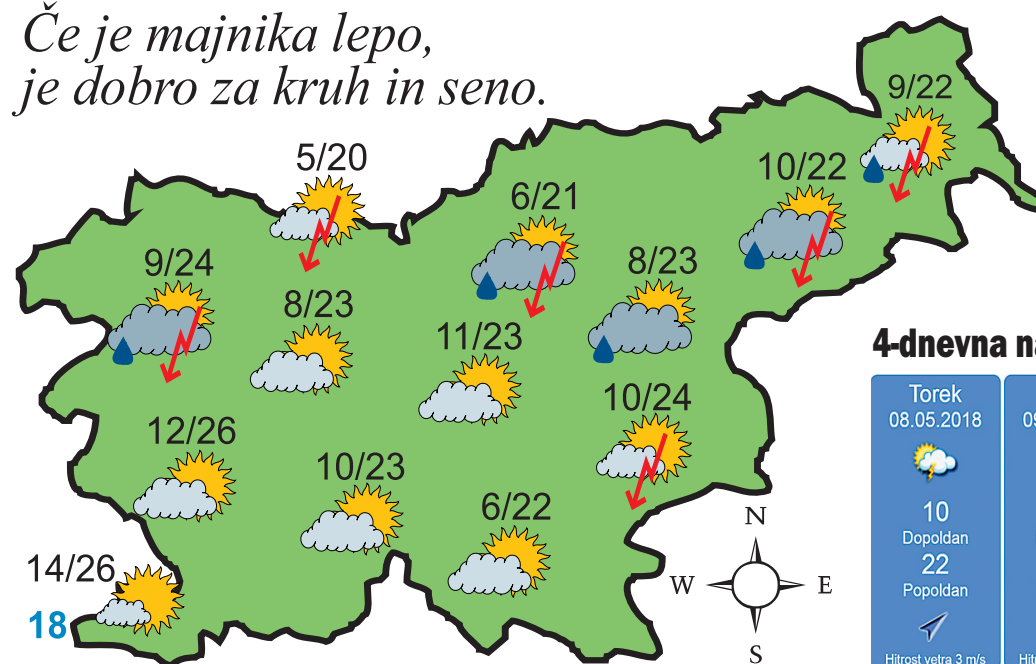 Če je majnika lepo,
je dobro za kruh in seno.
9/22
5/20
10/22
6/21
9/24
8/23
8/23
11/23
10/24
12/26
10/23
6/22
14/26
18
N
W E
S
4-dnevna
Torek
08.05.2018
10
Dopoldan
22
Popoldan
Hitrost vetra 3 m/s